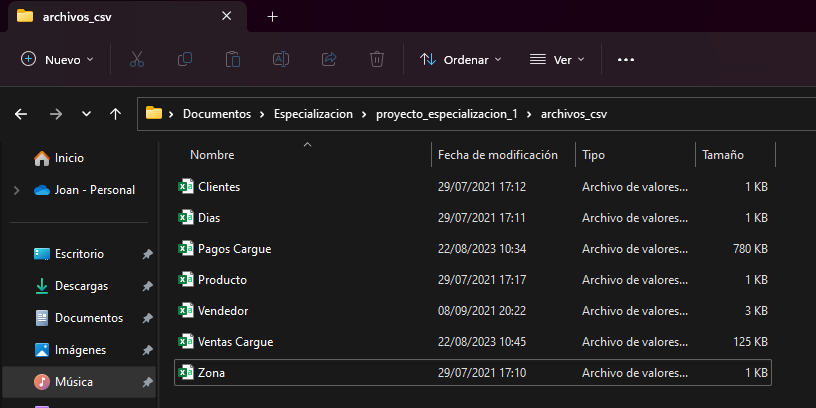 archivos_csv
Nuevo Ordenar Ver
Documentos Especializacion proyecto_especializacion_1 archivos_csv
Inicio
Joan - Personal
Escritorio
Descargas
Documentos
Imágenes
Música
Nombre Fecha de modificación Tipo Tamaño
Clientes 29/07/2021 17:12 Archivo de valores... 1 KB
Dias 29/07/2021 17:11 Archivo de valores... 1 KB
Pagos Cargue 22/08/2023 10:34 Archivo de valores... 780 KB
Producto 29/07/2021 17:17 Archivo de valores... 1 KB
Vendedor 08/09/2021 20:22 Archivo de valores... 3 KB
Ventas Cargue 22/08/2023 10:45 Archivo de valores... 125 KB
Zona 29/07/2021 17:10 Archivo de valores... 1 KB